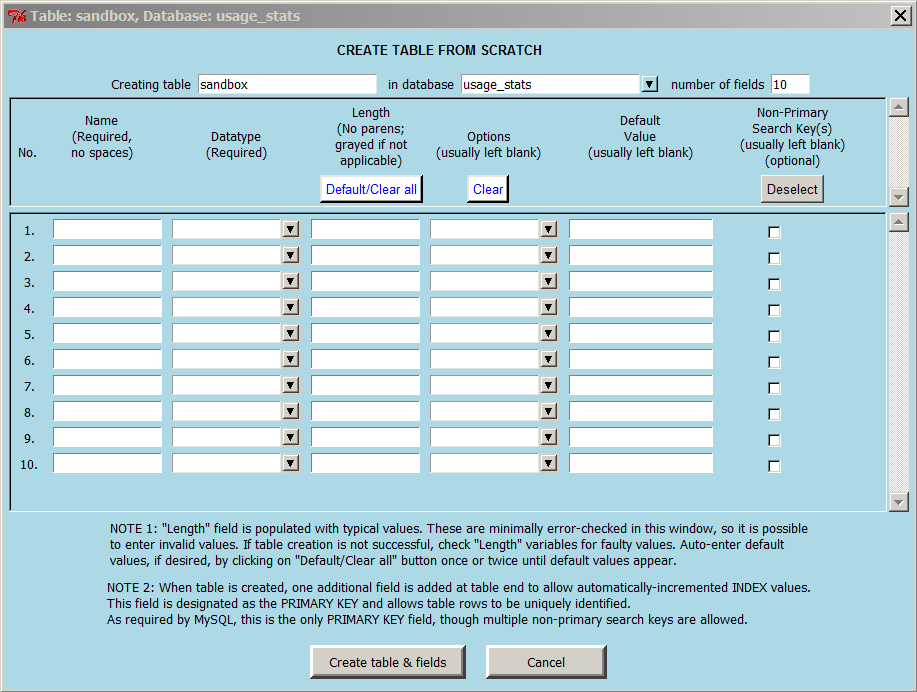 Table: sandbox, Database: usage_stats
CREATE TABLE FROM SCRATCH
Creating table sandbox in database usage_stats number of fields 10
No.
Name
(Required,
no spaces)
Datatype
(Required)
Length
(No parens;
grayed if not
applicable)
Default/Clear all
Options
(usually left blank)
Clear
Default
Value
(usually left blank)
Non-Primary
Search Key(s)
(usually left blank)
(optional)
Deselect
1.
2.
3.
4.
5.
6.
7.
8.
9.
10.
NOTE 1: "Length" field is populated with typical values. These are minimally error-checked in this window, so it is possible
to enter invalid values. If table creation is not successful, check "Length" variables for faulty values. Auto-enter default
values, if desired, by clicking on "Default/Clear all" button once or twice until default values appear.
NOTE 2: When table is created, one additional field is added at table end to allow automatically-incremented INDEX values.
This field is designated as the PRIMARY KEY and allows table rows to be uniquely identified.
As required by MySQL, this is the only PRIMARY KEY field, though multiple non-primary search keys are allowed.
Create table & fields
Cancel